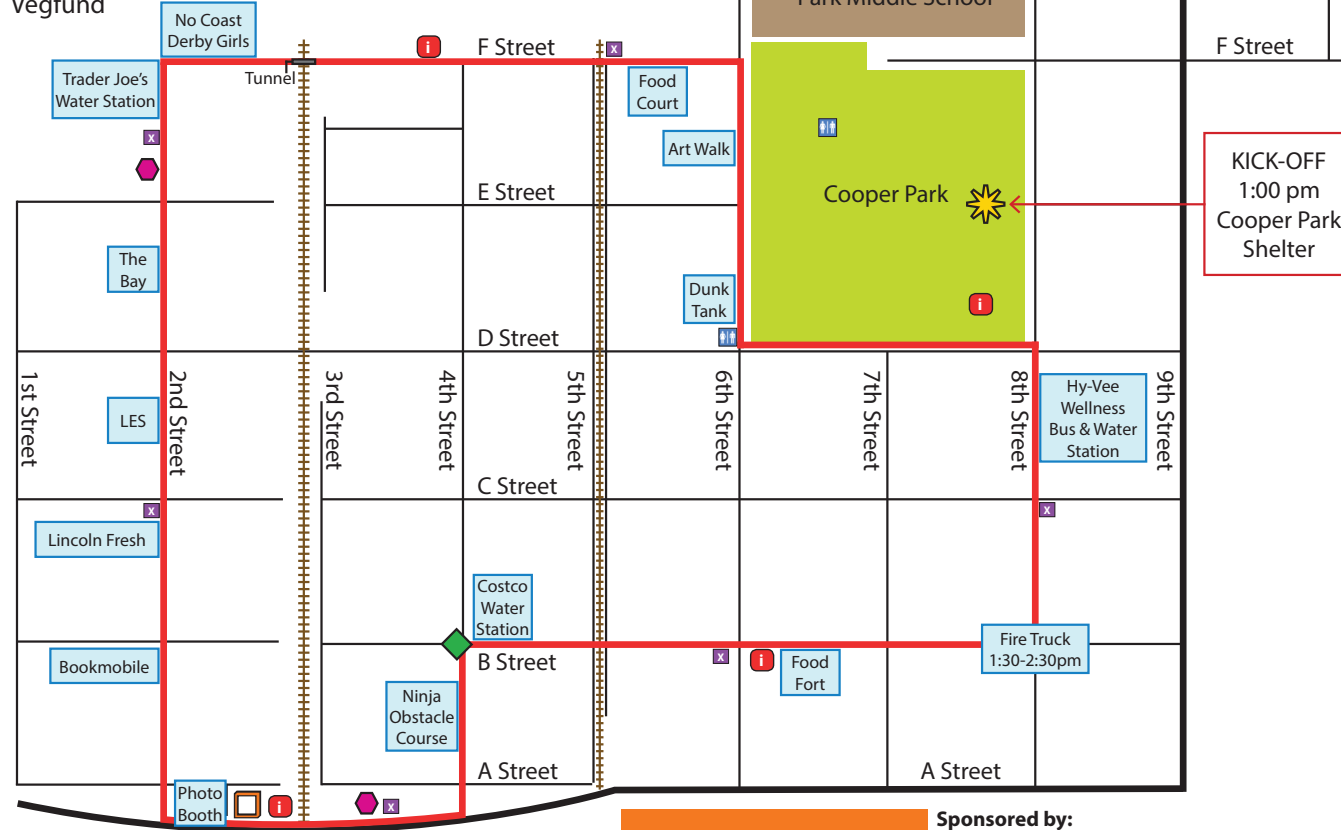 Vegfund
No Coast
Derby Girls
Park Middle School
F Street
F Street
Tunnel
Trader Joe's
Water Station
x
i
x
Food
Court
Art Walk
x
E Street
Cooper Park
KICK-OFF
1:00 pm
Cooper Park
Shelter
The
Bay
Dunk
Tank
i
D Street
1st Street
2nd Street
3rd Street
4th Street
5th Street
6th Street
7th Street
8th Street
9th Street
LES
Hy-Vee
Wellness
Bus & Water
Station
C Street
x
x
Lincoln Fresh
Costco
Water
Station
B Street
Bookmobile
x
i
Food
Fort
Fire Truck
1:30-2:30pm
Ninja
Obstacle
Course
A Street
A Street
Photo
Booth
i
x
Sponsored by: